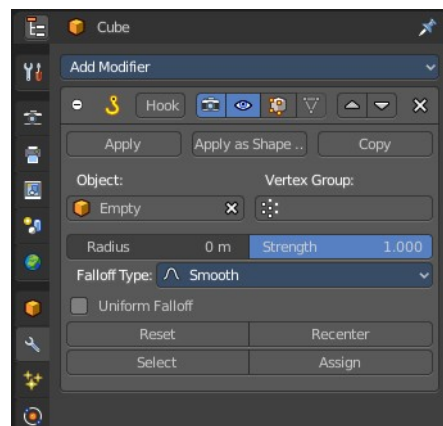 Cube
Add Modifier
Hook
Apply Apply as Shape .. Copy
Object: Vertex Group:
Empty
Radius 0 m Strength 1.000
Falloff Type: Smooth
Uniform Falloff
Reset Recenter
Select Assign